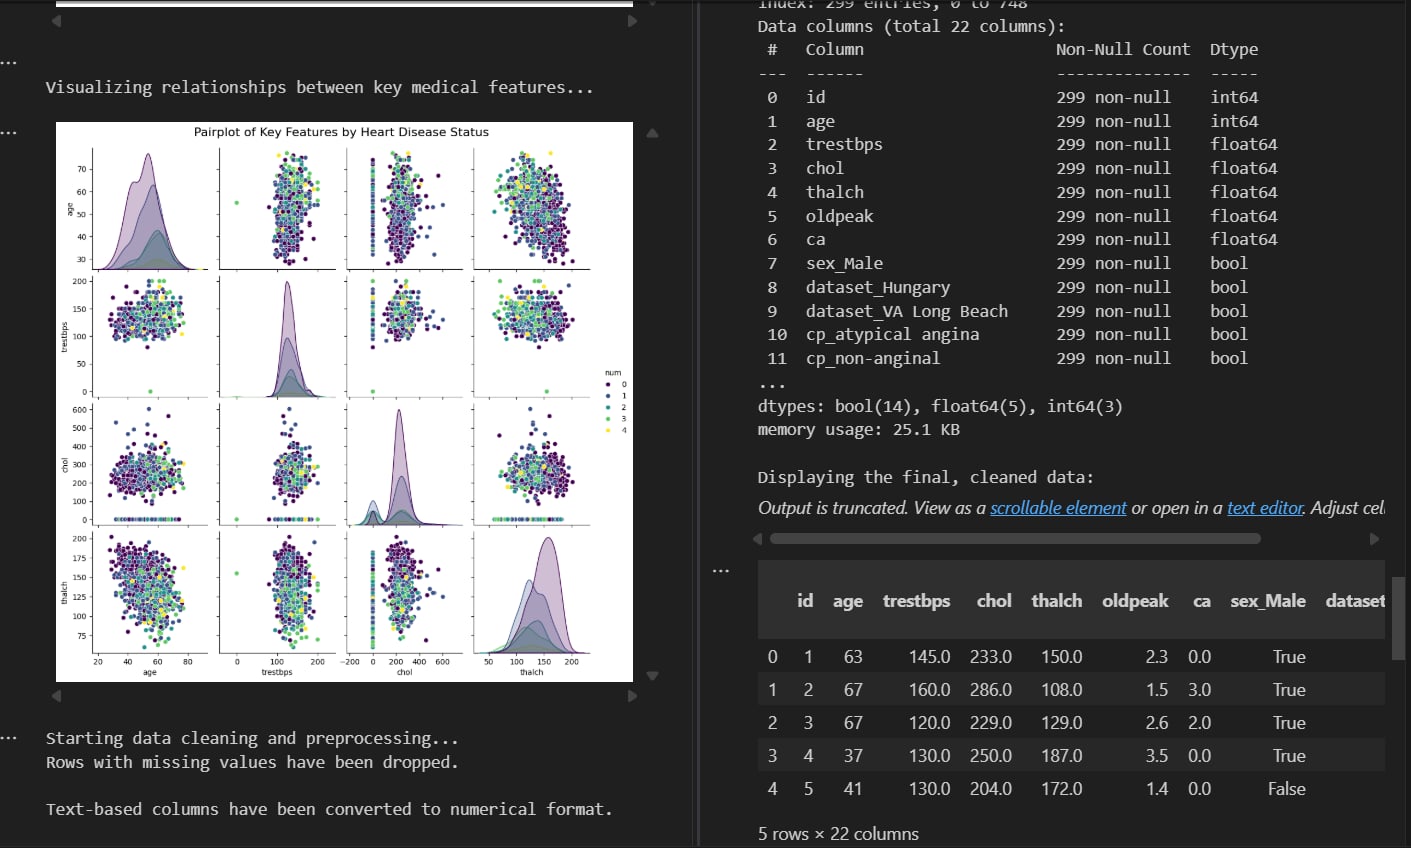 Visualizing relationships between key medical features...
Pairplot of Key Features by Heart Disease Status
70
60
50
40
30
age
200
150
100
50
0
trestbps
600
500
400
300
200
100
0
chol
200
175
150
125
100
75
thalch
20 40 60 80
age
0 100 200
trestbps
−200 0 200 400 600
chol
50 100 150 200
thalch
num
0
1
2
3
4
Starting data cleaning and preprocessing...
Rows with missing values have been dropped.
Text-based columns have been converted to numerical format.
Index: 299 entries, 0 to 748
Data columns (total 22 columns):
# Column Non-Null Count Dtype
--- ------ -------------- -----
0 id 299 non-null int64
1 age 299 non-null int64
2 trestbps 299 non-null float64
3 chol 299 non-null float64
4 thalch 299 non-null float64
5 oldpeak 299 non-null float64
6 ca 299 non-null float64
7 sex_Male 299 non-null bool
8 dataset_Hungary 299 non-null bool
9 dataset_VA Long Beach 299 non-null bool
10 cp_atypical angina 299 non-null bool
11 cp_non-anginal 299 non-null bool
...
dtypes: bool(14), float64(5), int64(3)
memory usage: 25.1 KB
Displaying the final, cleaned data:
Output is truncated. View as a scrollable element or open in a text editor. Adjust cel
id age trestbps chol thalch oldpeak ca sex_Male dataset
0 1 63 145.0 233.0 150.0 2.3 0.0 True
1 2 67 160.0 286.0 108.0 1.5 3.0 True
2 3 67 120.0 229.0 129.0 2.6 2.0 True
3 4 37 130.0 250.0 187.0 3.5 0.0 True
4 5 41 130.0 204.0 172.0 1.4 0.0 False
5 rows × 22 columns